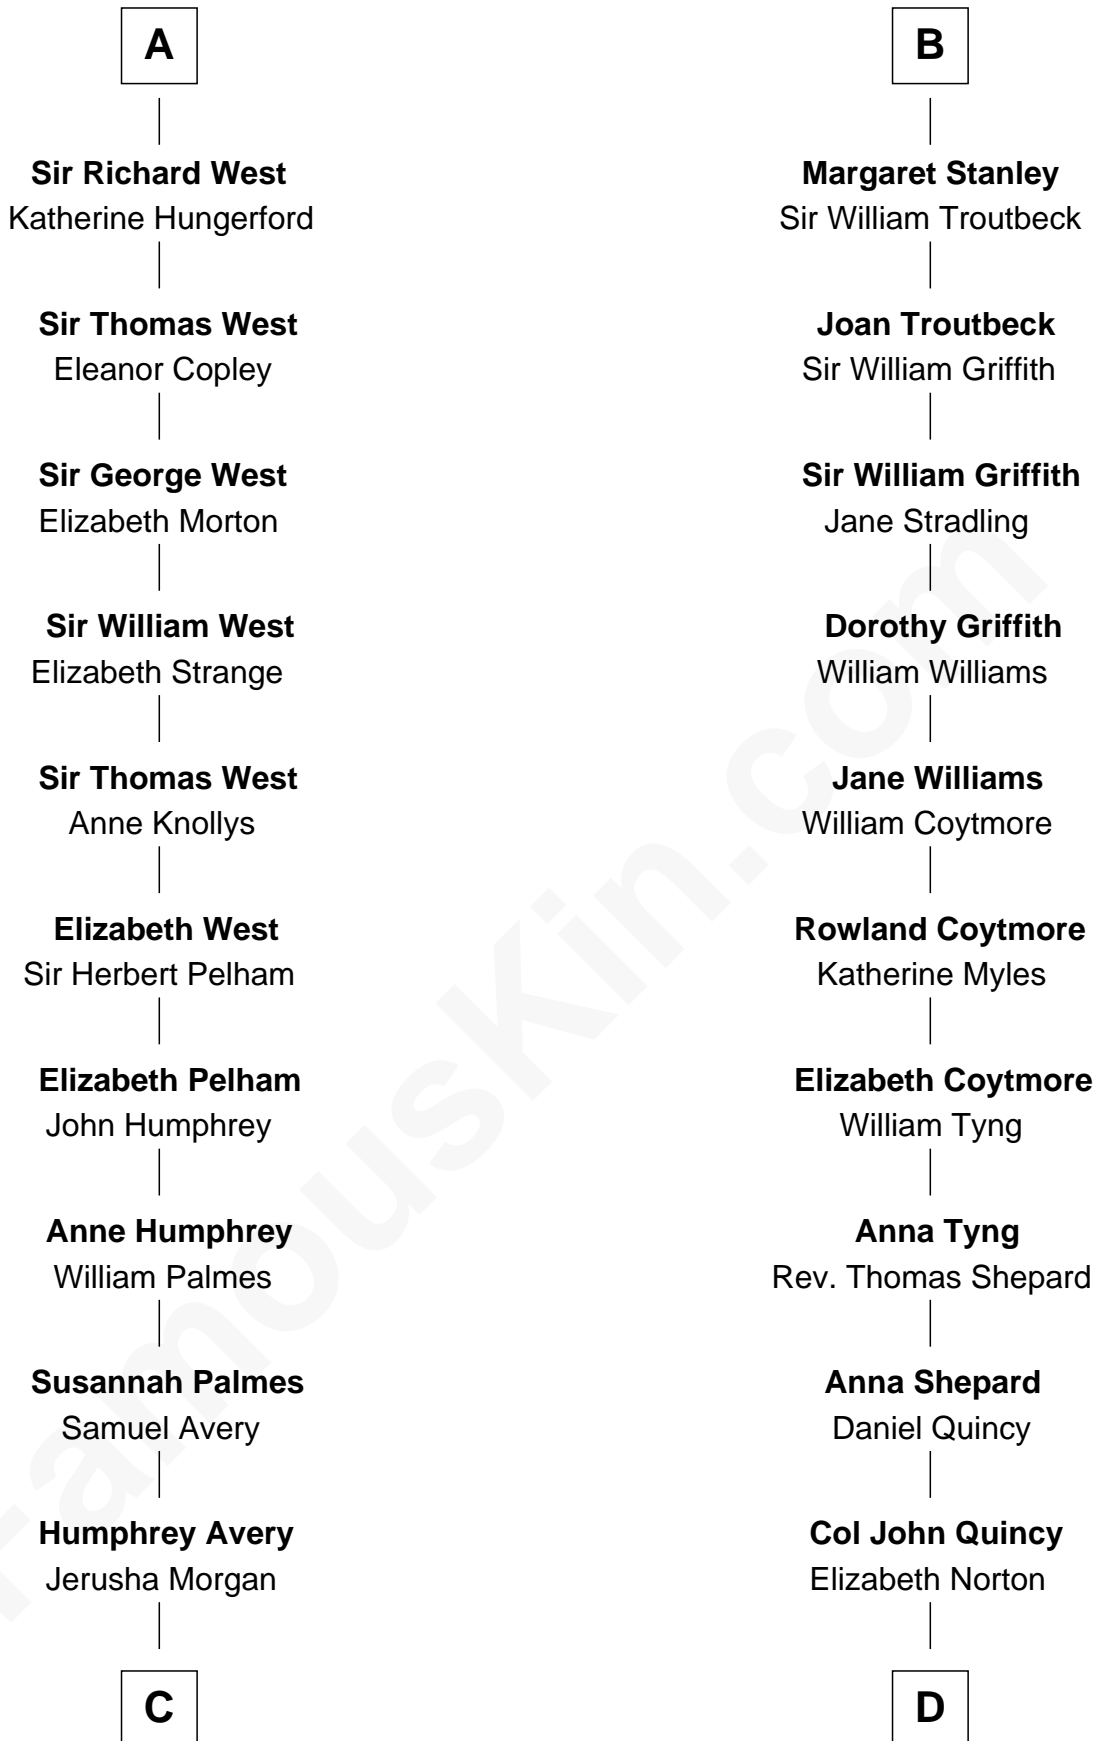 A
Sir Richard West
Katherine Hungerford
Sir Thomas West
Eleanor Copley
Sir George West
Elizabeth Morton
Sir William West
Elizabeth Strange
Sir Thomas West
Anne Knollys
Elizabeth West
Sir Herbert Pelham
Elizabeth Pelham
John Humphrey
Anne Humphrey
William Palmes
Susannah Palmes
Samuel Avery
Humphrey Avery
Jerusha Morgan
C
B
Margaret Stanley
Sir William Troutbeck
Joan Troutbeck
Sir William Griffith
Sir William Griffith
Jane Stradling
Dorothy Griffith
William Williams
Jane Williams
William Coytmore
Rowland Coytmore
Katherine Myles
Elizabeth Coytmore
William Tyng
Anna Tyng
Rev. Thomas Shepard
Anna Shepard
Daniel Quincy
Col John Quincy
Elizabeth Norton
D
FamousKin.com